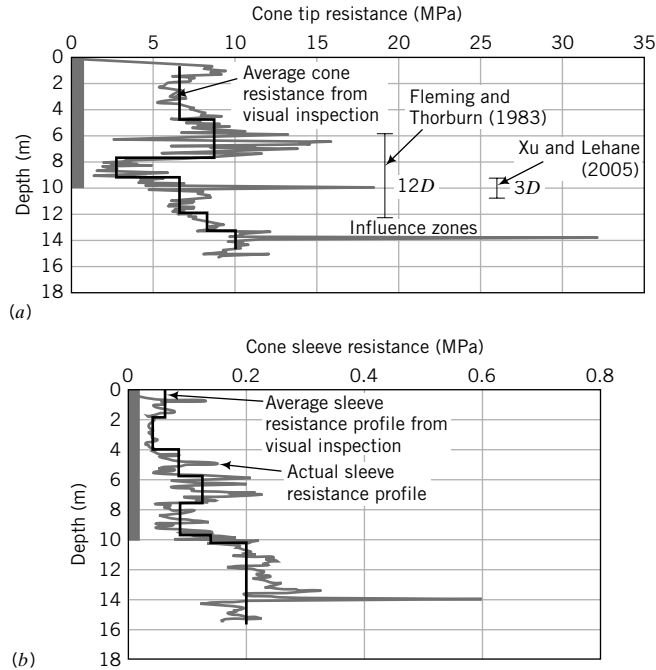 Cone tip resistance (MPa)
0 5 10 15 20 25 30 35
0
2
4
6
8
10
12
14
16
18
Depth (m)
Average cone
resistance from
visual inspection
Fleming and
Thorburn (1983)
Xu and Lehane
(2005)
12D
3D
Influence zones
(a)
Cone sleeve resistance (MPa)
0 0.2 0.4 0.6 0.8
0
2
4
6
8
10
12
14
16
18
Depth (m)
Average sleeve
resistance profile from
visual inspection
Actual sleeve
resistance profile
(b)